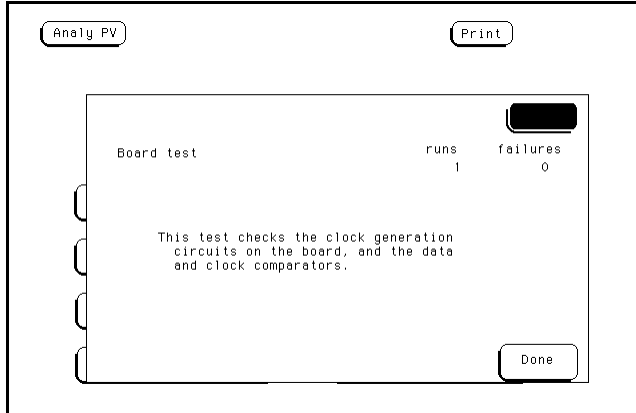 Analy PV Print
Board test runs failures
1 0
This test checks the clock generation
circuits on the board, and the data
and clock comparators.
Done